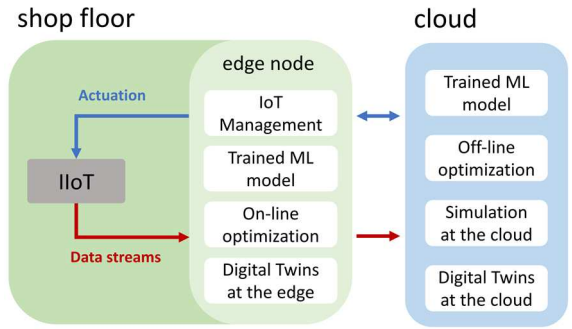 shop floor
cloud
edge node
Actuation
IoT
Management
Trained ML
model
IIoT
On-line
optimization
Data streams
Digital Twins
at the edge
Trained ML
model
Off-line
optimization
Simulation
at the cloud
Digital Twins
at the cloud